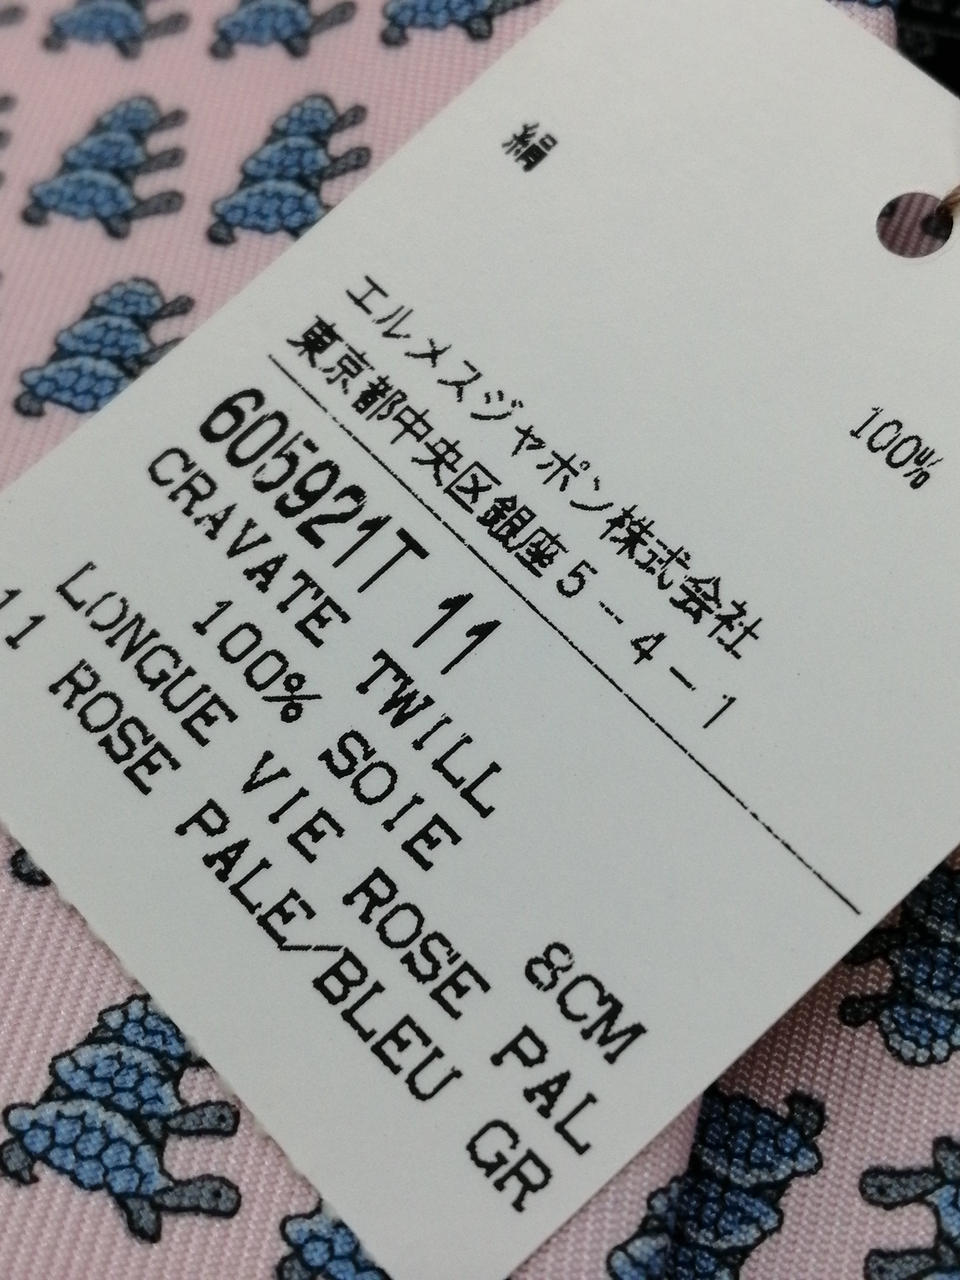 絹
100%
エルメスジャポン株式会社
東京都中央区銀座5-4-1
605921T 11
CRAVATE TWILL 8CM
100% SOIE
LONGUE VIE ROSE PAL
11 ROSE PALE/BLEU GR